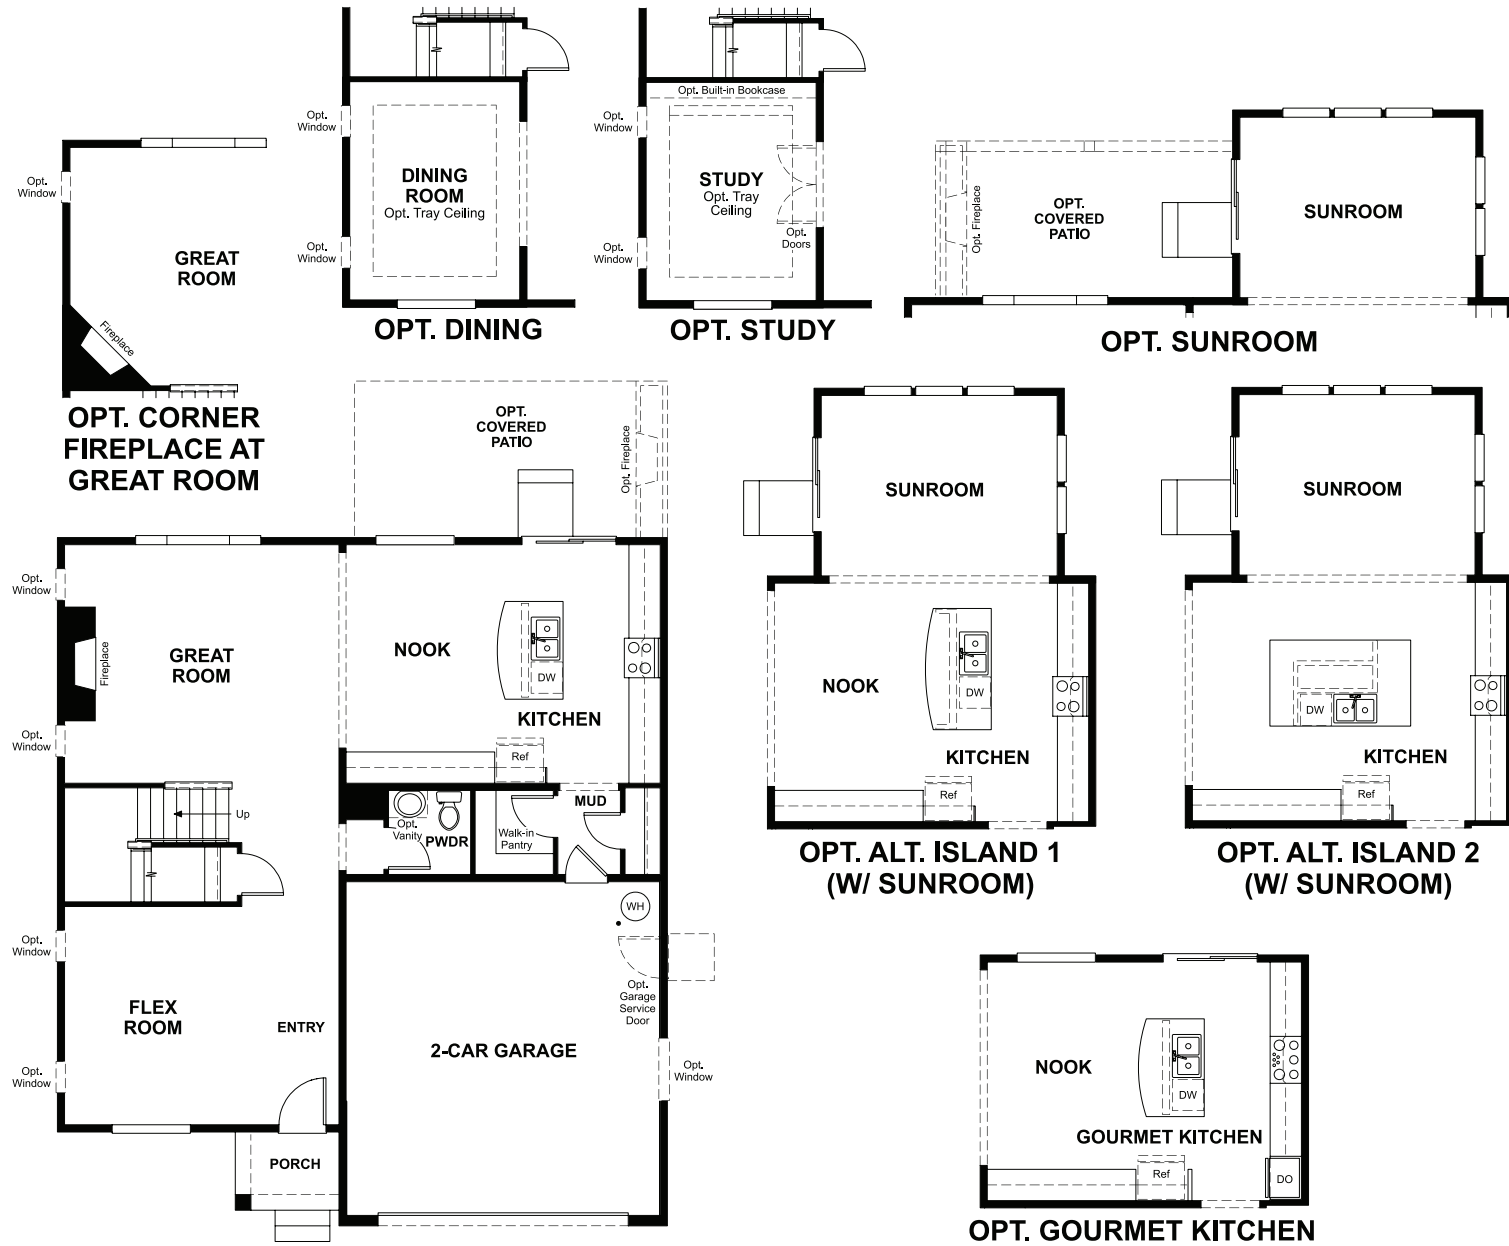 Opt.
Window
GREAT
ROOM
Fireplace
OPT. CORNER
FIREPLACE AT
GREAT ROOM
Opt.
Window
DINING
ROOM
Opt. Tray Ceiling
Opt.
Window
OPT. DINING
Opt. Built-in Bookcase
Opt.
Window
STUDY
Opt. Tray
Ceiling
Opt.
Doors
Opt.
Window
OPT. STUDY
Opt. Fireplace
OPT.
COVERED
PATIO
SUNROOM
OPT. SUNROOM
OPT.
COVERED
PATIO
Opt. Fireplace
Opt.
Window
Fireplace
GREAT
ROOM
NOOK
DW
KITCHEN
Opt.
Window
Ref
Up
Opt.
Vanity
PWDR
Walk-in
Pantry
MUD
WH
Opt.
Window
Opt.
Garage
Service
Door
FLEX
ROOM
ENTRY
2-CAR GARAGE
Opt.
Window
Opt.
Window
PORCH
SUNROOM
NOOK
DW
KITCHEN
Ref
OPT. ALT. ISLAND 1
(W/ SUNROOM)
SUNROOM
DW
KITCHEN
Ref
OPT. ALT. ISLAND 2
(W/ SUNROOM)
NOOK
DW
GOURMET KITCHEN
Ref
DO
OPT. GOURMET KITCHEN